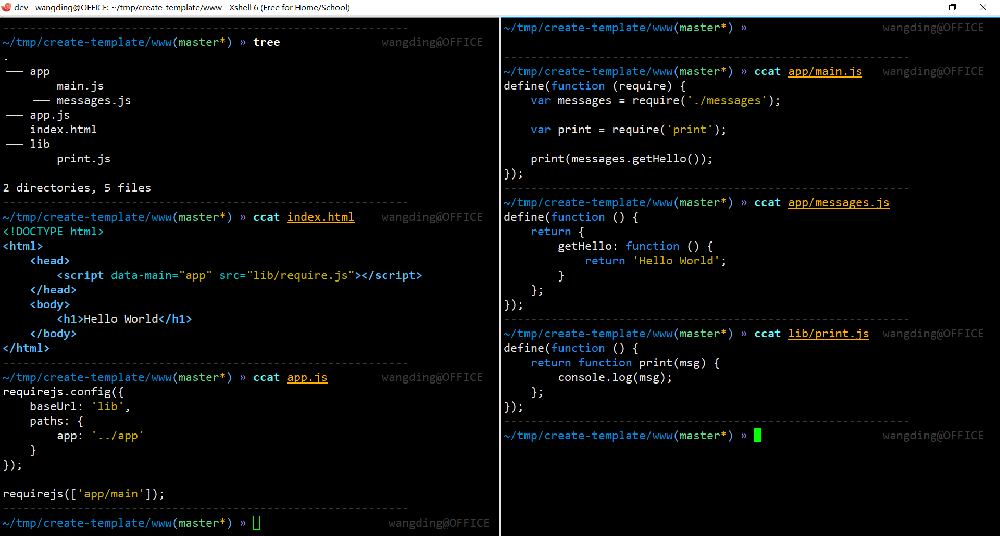 dev - wangding@OFFICE: ~/tmp/create-template/www - Xshell 6 (Free for Home/School)
------------------------------------------------------------
~/tmp/create-template/www(master*) » tree wangding@OFFICE
.
├── app
│   ├── main.js
│   └── messages.js
├── app.js
├── index.html
└── lib
    └── print.js

2 directories, 5 files
------------------------------------------------------------
~/tmp/create-template/www(master*) » ccat index.html wangding@OFFICE
<!DOCTYPE html>
<html>
    <head>
        <script data-main="app" src="lib/require.js"></script>
    </head>
    <body>
        <h1>Hello World</h1>
    </body>
</html>
------------------------------------------------------------
~/tmp/create-template/www(master*) » ccat app.js wangding@OFFICE
requirejs.config({
    baseUrl: 'lib',
    paths: {
        app: '../app'
    }
});

requirejs(['app/main']);
------------------------------------------------------------
~/tmp/create-template/www(master*) » wangding@OFFICE
~/tmp/create-template/www(master*) » wangding@OFFICE

------------------------------------------------------------
~/tmp/create-template/www(master*) » ccat app/main.js wangding@OFFICE
define(function (require) {
    var messages = require('./messages');

    var print = require('print');

    print(messages.getHello());
});
------------------------------------------------------------
~/tmp/create-template/www(master*) » ccat app/messages.js
define(function () {
    return {
        getHello: function () {
            return 'Hello World';
        }
    };
});
------------------------------------------------------------
~/tmp/create-template/www(master*) » ccat lib/print.js wangding@OFFICE
define(function () {
    return function print(msg) {
        console.log(msg);
    };
});
------------------------------------------------------------
~/tmp/create-template/www(master*) » wangding@OFFICE